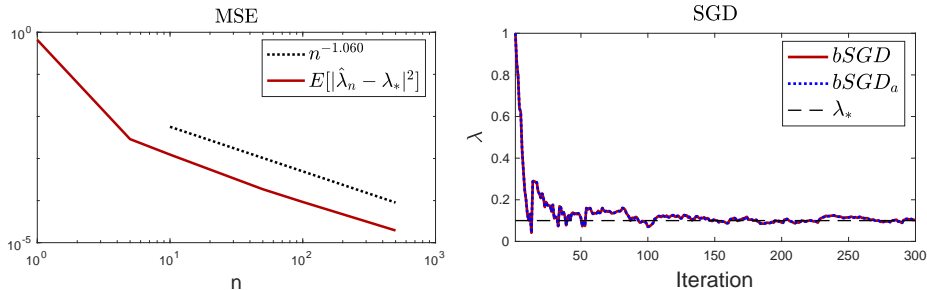 MSE
10^0
10^-5
10^0
10^1
10^2
10^3
n
n^-1.060
E[|λ̂_n − λ_*|^2]
SGD
1
0.8
0.6
0.4
0.2
0
λ
50
100
150
200
250
300
Iteration
bSGD
bSGD_a
λ_*